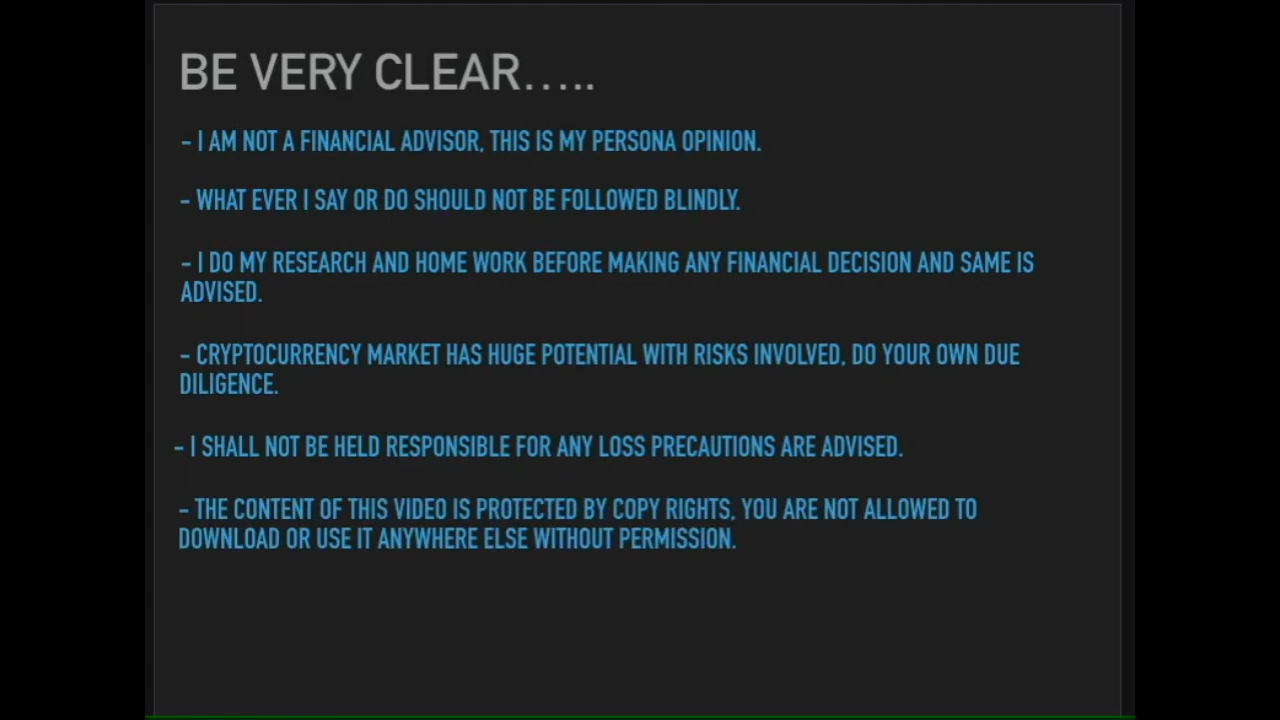 BE VERY CLEAR.....
- I AM NOT A FINANCIAL ADVISOR, THIS IS MY PERSONA OPINION.
- WHAT EVER I SAY OR DO SHOULD NOT BE FOLLOWED BLINDLY.
- I DO MY RESEARCH AND HOME WORK BEFORE MAKING ANY FINANCIAL DECISION AND SAME IS
ADVISED.
- CRYPTOCURRENCY MARKET HAS HUGE POTENTIAL WITH RISKS INVOLVED, DO YOUR OWN DUE
DILIGENCE.
- I SHALL NOT BE HELD RESPONSIBLE FOR ANY LOSS PRECAUTIONS ARE ADVISED.
- THE CONTENT OF THIS VIDEO IS PROTECTED BY COPY RIGHTS, YOU ARE NOT ALLOWED TO
DOWNLOAD OR USE IT ANYWHERE ELSE WITHOUT PERMISSION.